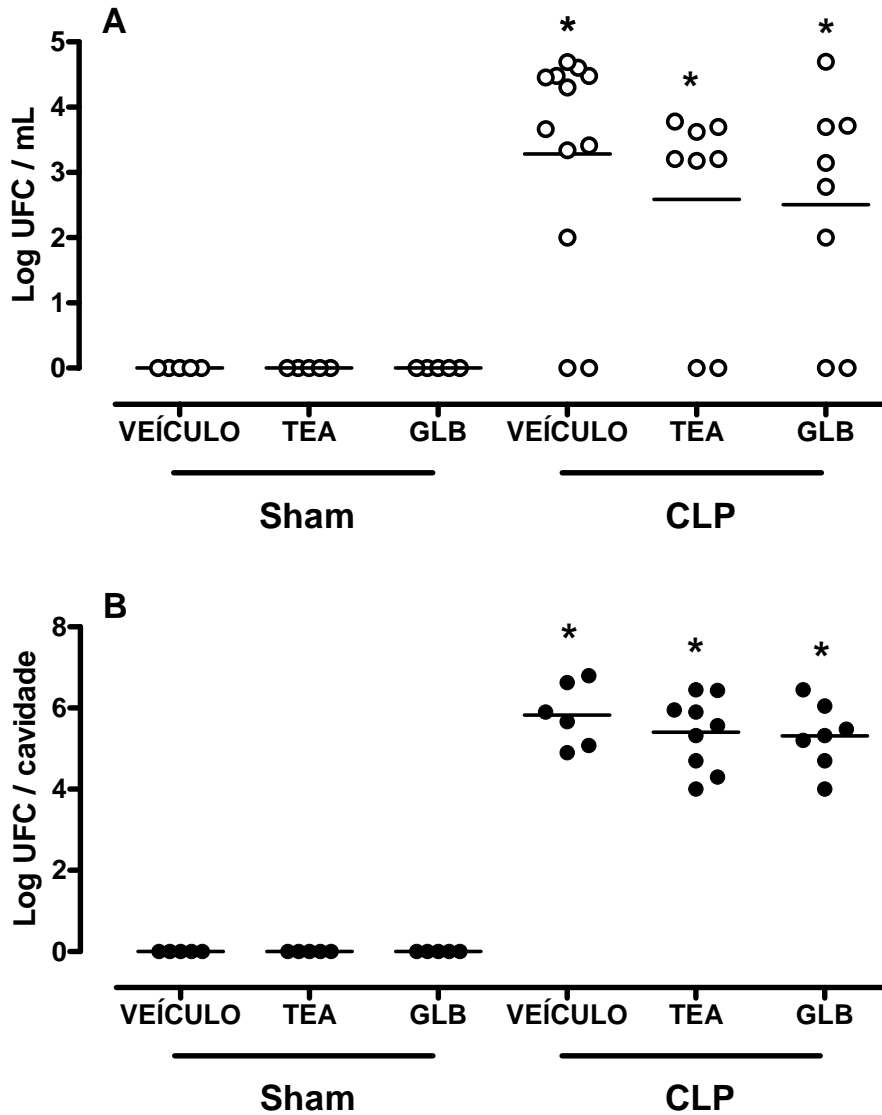 A
Log UFC / mL
5
4
3
2
1
0
* * *
VEÍCULO TEA GLB VEÍCULO TEA GLB
Sham CLP
B
Log UFC / cavidade
8
6
4
2
0
* * *
VEÍCULO TEA GLB VEÍCULO TEA GLB
Sham CLP